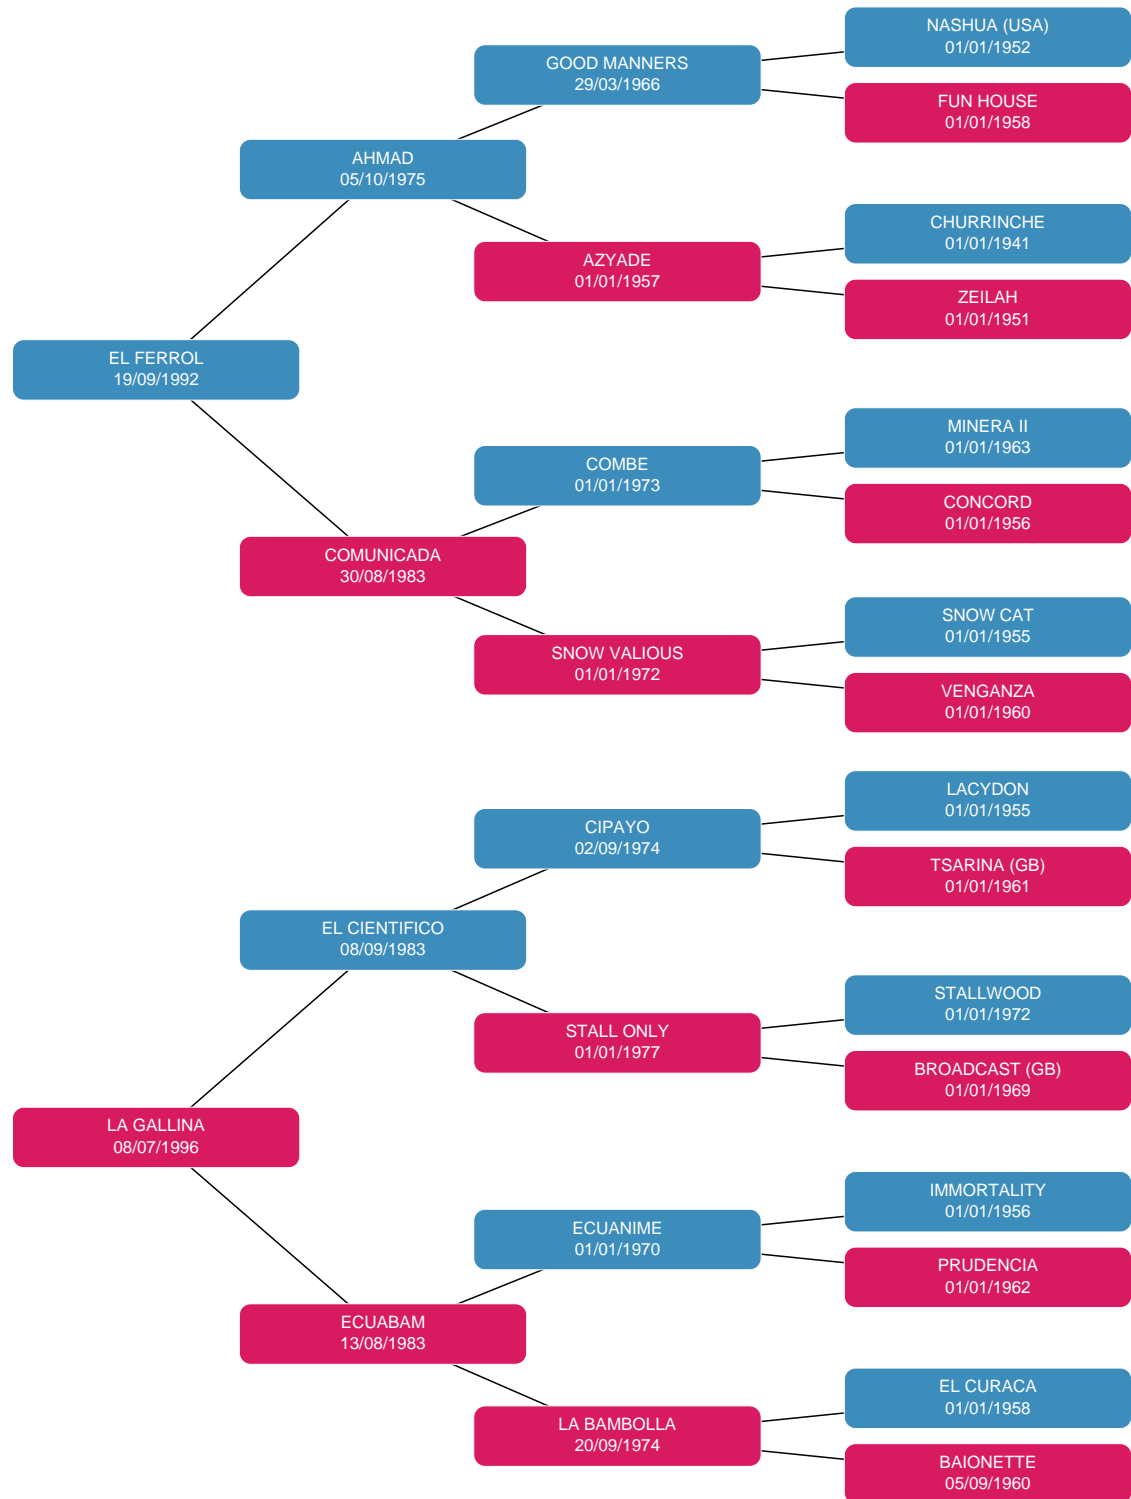 NASHUA (USA)
01/01/1952
GOOD MANNERS
29/03/1966
FUN HOUSE
01/01/1958
AHMAD
05/10/1975
CHURRINCHE
01/01/1941
AZYADE
01/01/1957
ZEILAH
01/01/1951
EL FERROL
19/09/1992
MINERA II
01/01/1963
COMBE
01/01/1973
CONCORD
01/01/1956
COMUNICADA
30/08/1983
SNOW CAT
01/01/1955
SNOW VALIOUS
01/01/1972
VENGANZA
01/01/1960
LACYDON
01/01/1955
CIPAYO
02/09/1974
TSARINA (GB)
01/01/1961
EL CIENTIFICO
08/09/1983
STALLWOOD
01/01/1972
STALL ONLY
01/01/1977
BROADCAST (GB)
01/01/1969
LA GALLINA
08/07/1996
IMMORTALITY
01/01/1956
ECUANIME
01/01/1970
PRUDENCIA
01/01/1962
ECUABAM
13/08/1983
EL CURACA
01/01/1958
LA BAMBOLLA
20/09/1974
BAIONETTE
05/09/1960